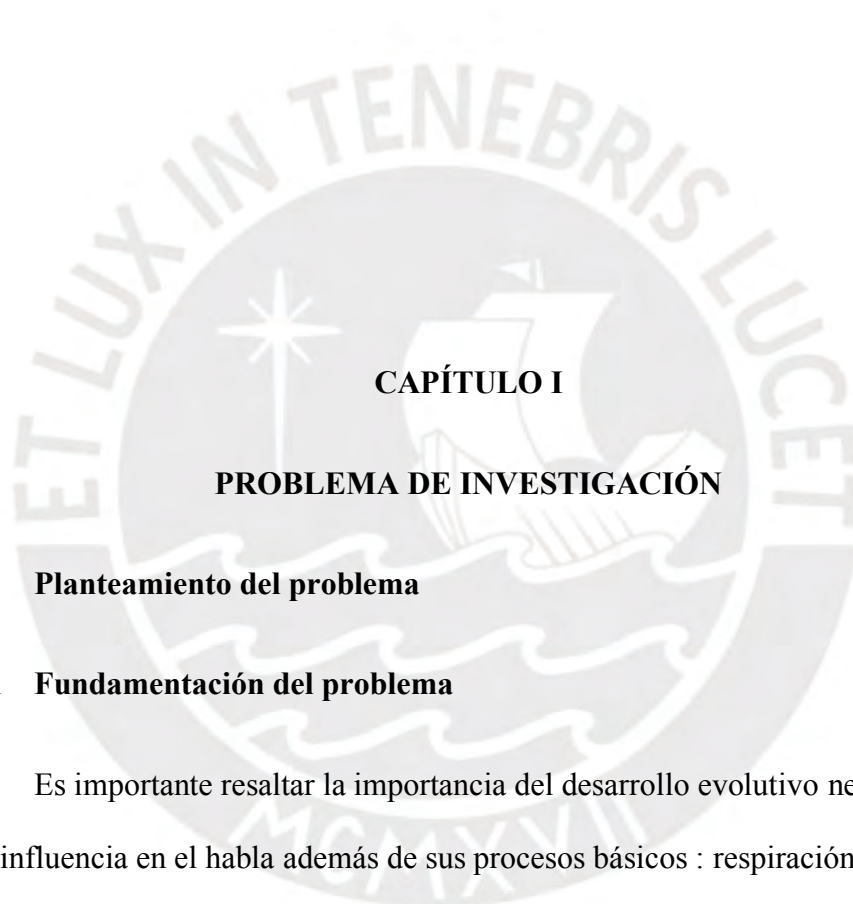 ET LUX IN TENEBRIS LUCET
CAPÍTULO I
PROBLEMA DE INVESTIGACIÓN
Planteamiento del problema
Fundamentación del problema
Es importante resaltar la importancia del desarrollo evolutivo ne
influencia en el habla además de sus procesos básicos : respiración
MCMXVII